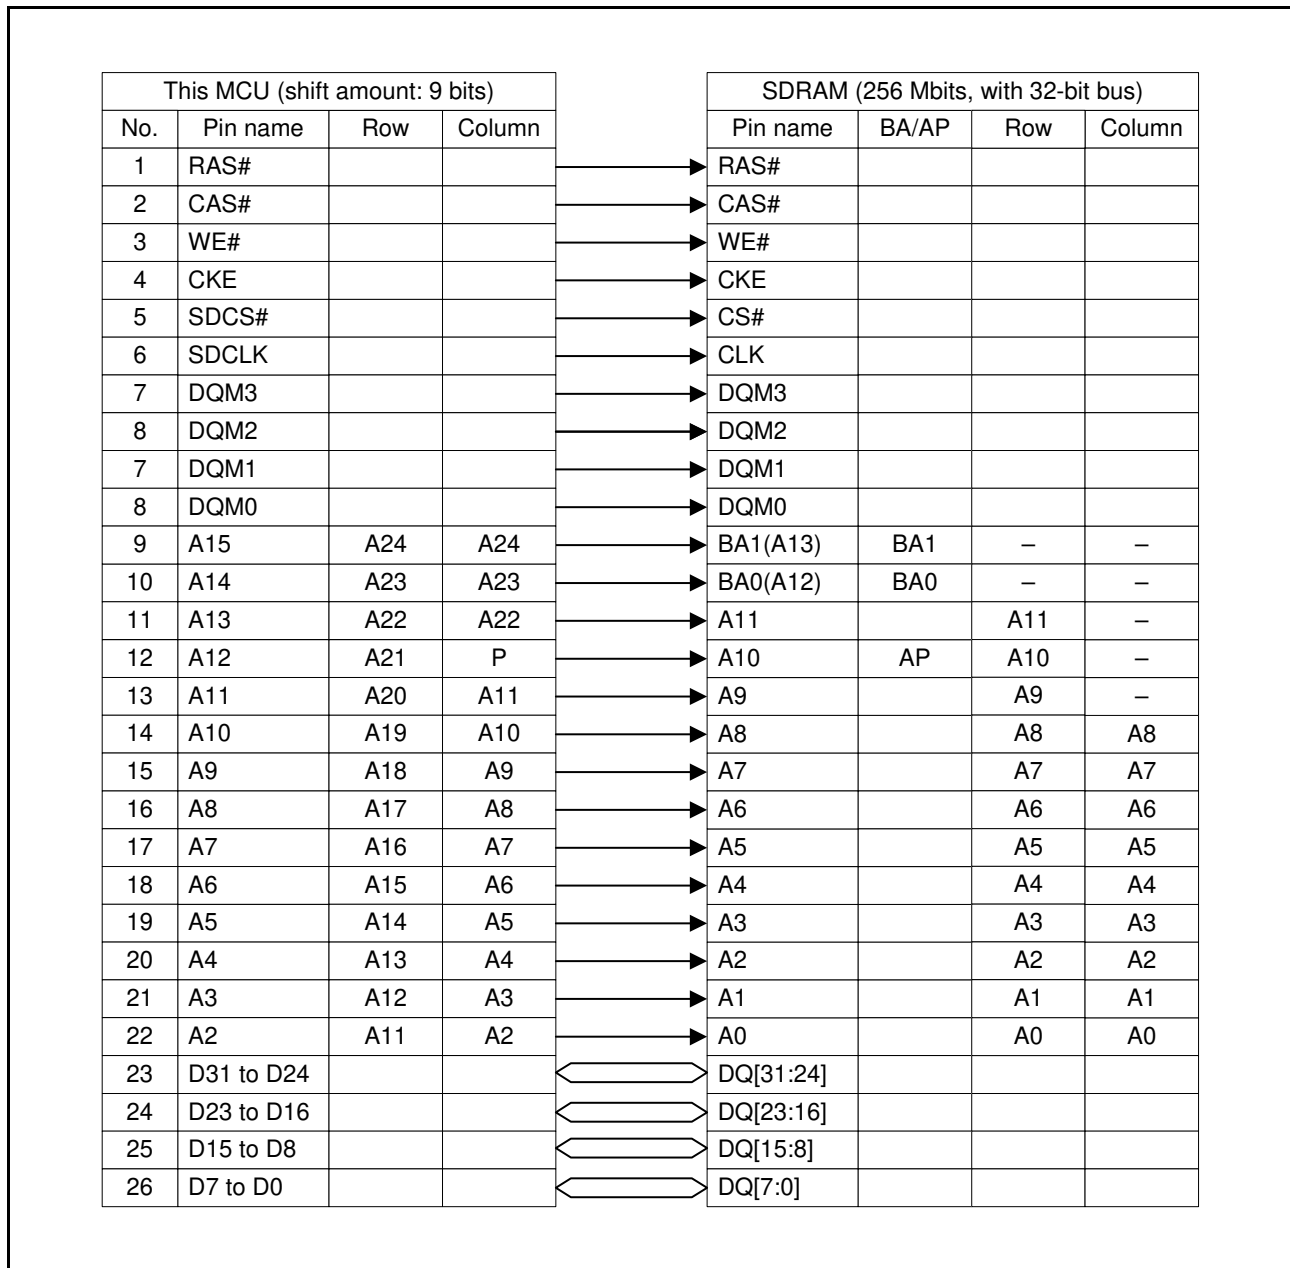 This MCU (shift amount: 9 bits) SDRAM (256 Mbits, with 32-bit bus)
No. Pin name Row Column Pin name BA/AP Row Column
1 RAS# RAS#
2 CAS# CAS#
3 WE# WE#
4 CKE CKE
5 SDCS# CS#
6 SDCLK CLK
7 DQM3 DQM3
8 DQM2 DQM2
7 DQM1 DQM1
8 DQM0 DQM0
9 A15 A24 A24 BA1(A13) BA1 – –
10 A14 A23 A23 BA0(A12) BA0 – –
11 A13 A22 A22 A11 A11 –
12 A12 A21 P A10 AP A10 –
13 A11 A20 A11 A9 A9 –
14 A10 A19 A10 A8 A8 A8
15 A9 A18 A9 A7 A7 A7
16 A8 A17 A8 A6 A6 A6
17 A7 A16 A7 A5 A5 A5
18 A6 A15 A6 A4 A4 A4
19 A5 A14 A5 A3 A3 A3
20 A4 A13 A4 A2 A2 A2
21 A3 A12 A3 A1 A1 A1
22 A2 A11 A2 A0 A0 A0
23 D31 to D24 DQ[31:24]
24 D23 to D16 DQ[23:16]
25 D15 to D8 DQ[15:8]
26 D7 to D0 DQ[7:0]